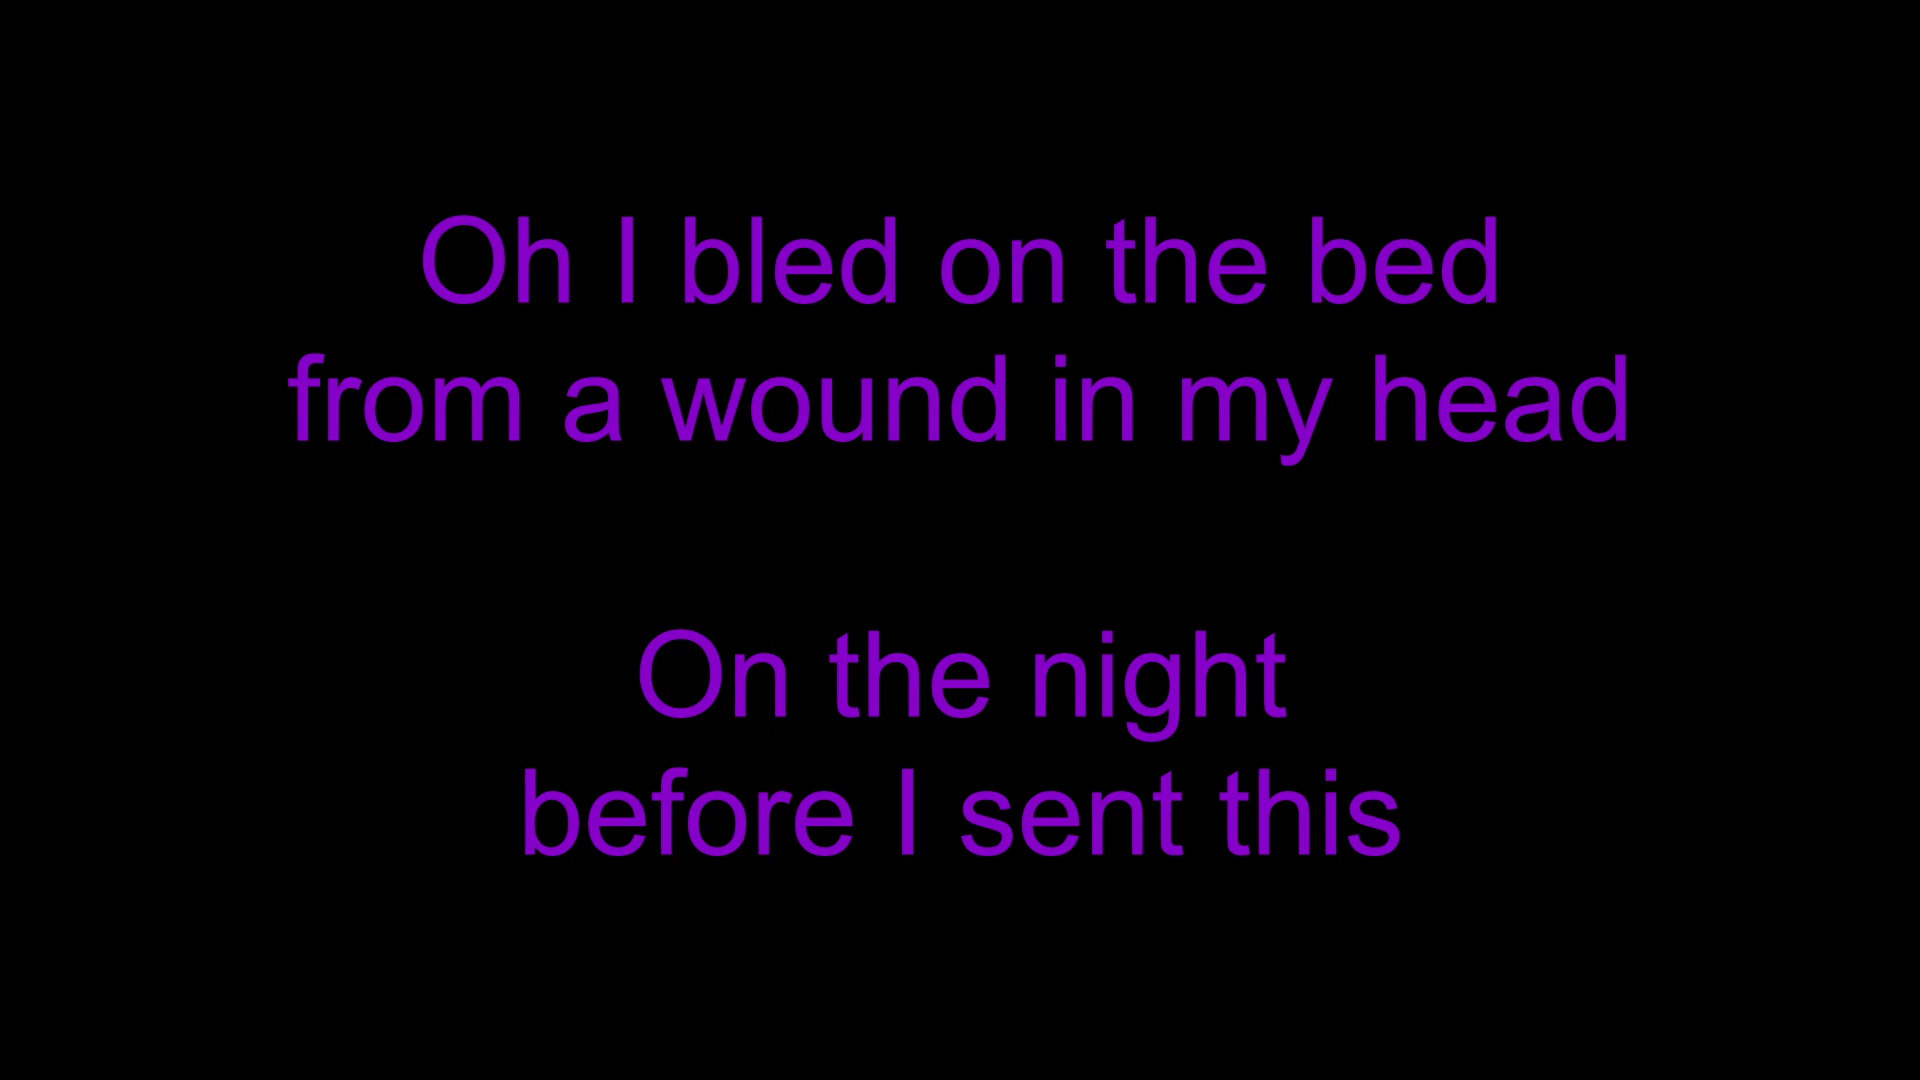 Oh I bled on the bed
from a wound in my head
On the night
before I sent this